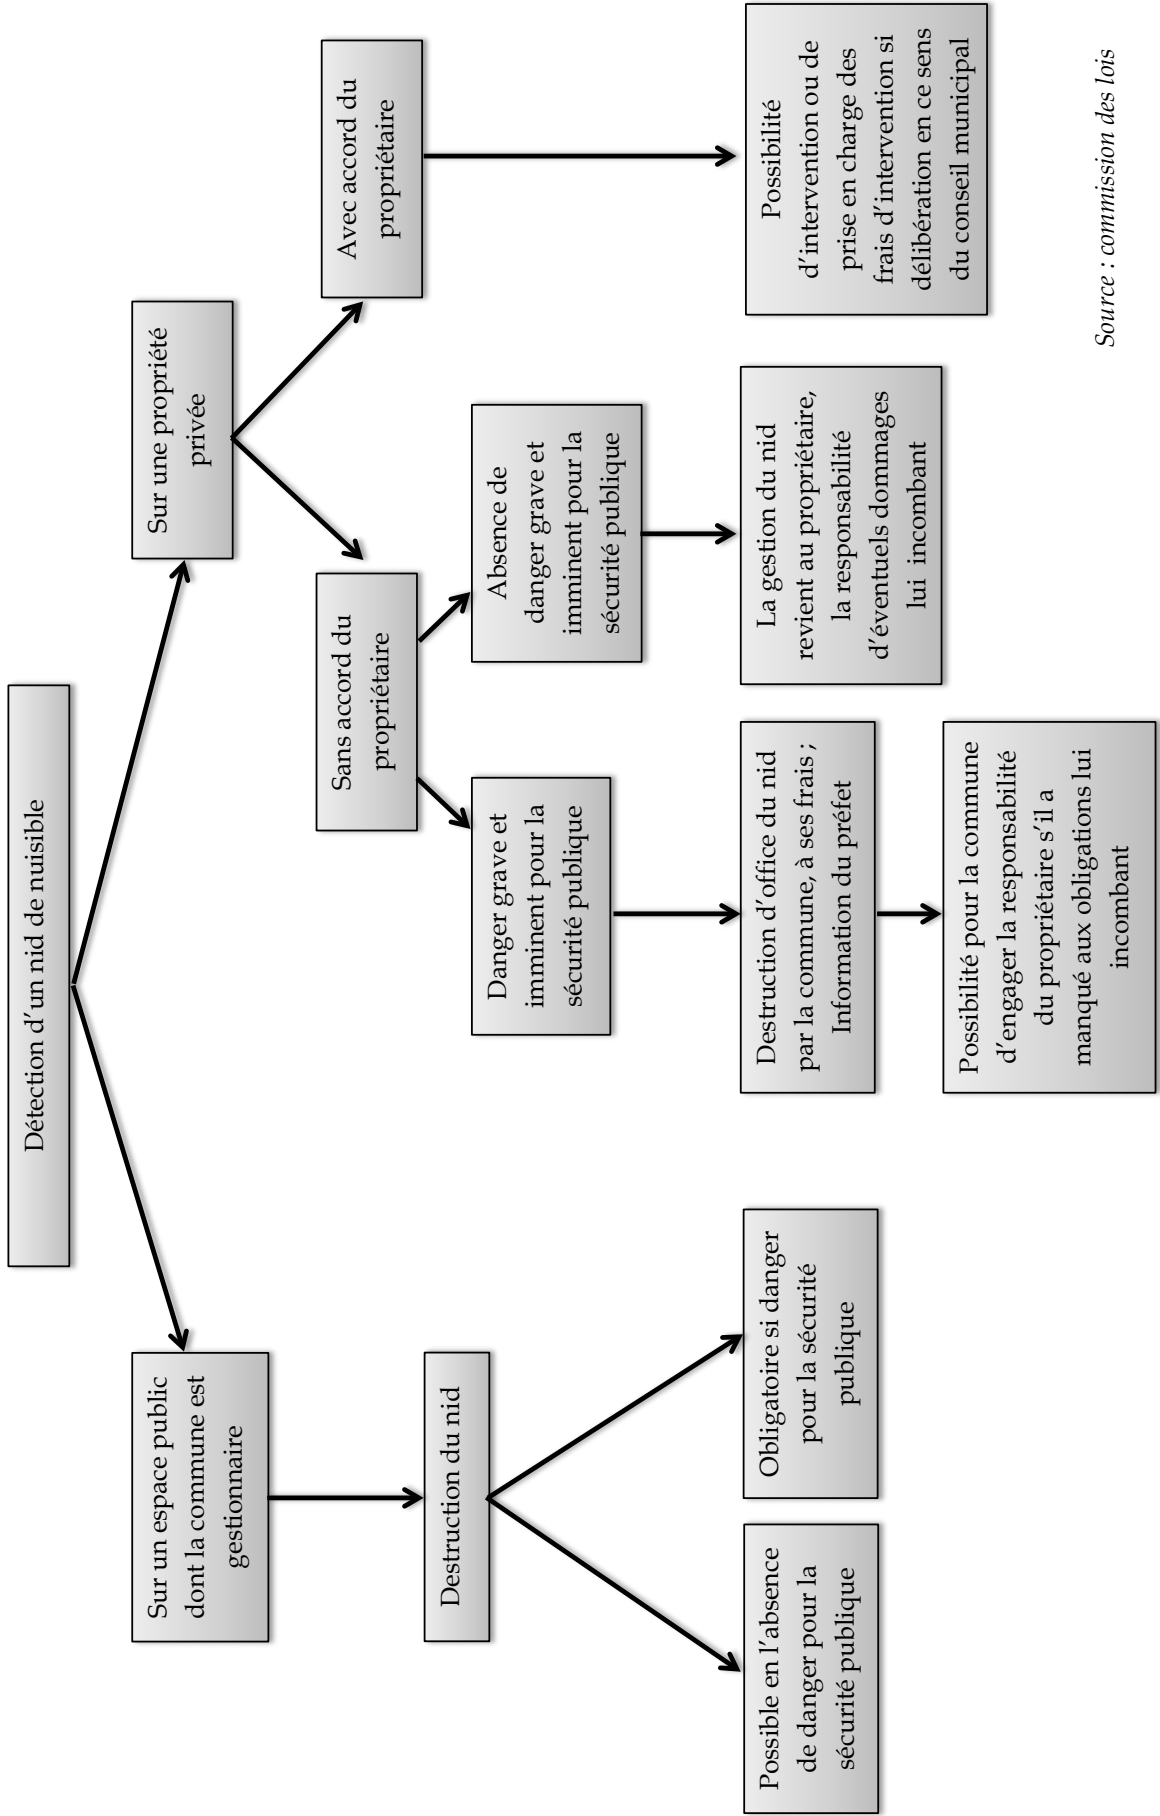 Détection d'un nid de nuisible
Sur un espace public
dont la commune est
gestionnaire
Sur une propriété
privée
Destruction du nid
Possible en l'absence
de danger pour la
sécurité publique
Obligatoire si danger
pour la sécurité
publique
Sans accord du
propriétaire
Avec accord du
propriétaire
Danger grave et
imminent pour la
sécurité publique
Absence de
danger grave et
imminent pour la
sécurité publique
Destruction d'office du nid
par la commune, à ses frais ;
Information du préfet
Possibilité pour la commune
d'engager la responsabilité
du propriétaire s'il a
manqué aux obligations lui
incombant
La gestion du nid
revient au propriétaire,
la responsabilité
d'éventuels dommages
lui incombant
Possibilité
d'intervention ou de
prise en charge des
frais d'intervention si
délibération en ce sens
du conseil municipal
Source : commission des lois